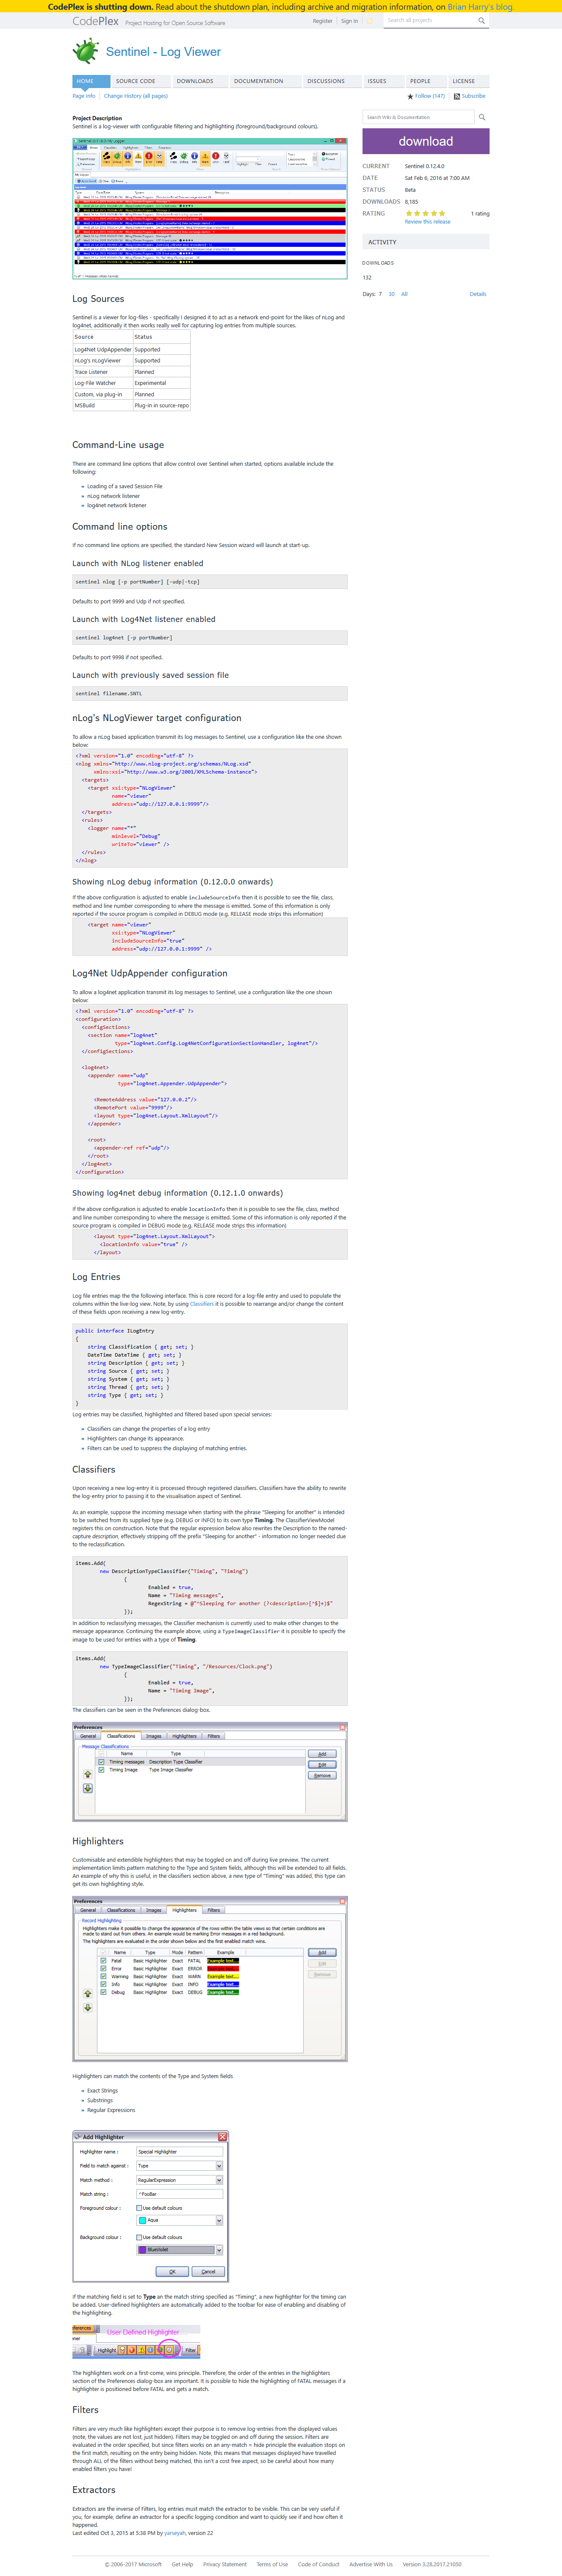 CodePlex is shutting down. Read about the shutdown plan, including archive and migration information, on Brian Harry's blog.
CodePlex Project Hosting for Open Source Software
Register Sign In Search all projects
Sentinel - Log Viewer
HOME SOURCE CODE DOWNLOADS DOCUMENTATION DISCUSSIONS ISSUES PEOPLE LICENSE
Page Info Change History (all pages)
Follow (147) Subscribe
Search Wiki & Documentation
download
CURRENT Sentinel 0.12.4.0
DATE Sat Feb 6, 2016 at 7:00 AM
STATUS Beta
DOWNLOADS 8,185
RATING 1 rating
Review this release
ACTIVITY
DOWNLOADS
132
Days: 7 30 All Details
Project Description
Sentinel is a log-viewer with configurable filtering and highlighting (foreground/background colours).
Log Sources
Sentinel is a viewer for log-files - specifically I designed it to act as a network end-point for the likes of nLog and
log4net, additionally it then works really well for capturing log entries from multiple sources.
Source Status
Log4Net UdpAppender Supported
nLog's nLogViewer Supported
Trace Listener Planned
Log-File Watcher Experimental
Custom, via plug-in Planned
MSBuild Plug-in in source-repo
Command-Line usage
There are command line options that allow control over Sentinel when started, options available include the
following:
» Loading of a saved Session File
» nLog network listener
» log4net network listener
Command line options
If no command line options are specified, the standard New Session wizard will launch at start-up.
Launch with NLog listener enabled
sentinel nlog [-p portNumber] [-udp|-tcp]
Defaults to port 9999 and Udp if not specified.
Launch with Log4Net listener enabled
sentinel log4net [-p portNumber]
Defaults to port 9998 if not specified.
Launch with previously saved session file
sentinel filename.SNTL
nLog's NLogViewer target configuration
To allow a nLog based application transmit its log messages to Sentinel, use a configuration like the one shown
below:
<?xml version="1.0" encoding="utf-8" ?>
<nlog xmlns="http://www.nlog-project.org/schemas/NLog.xsd"
xmlns:xsi="http://www.w3.org/2001/XMLSchema-instance">
<targets>
<target xsi:type="NLogViewer"
name="viewer"
address="udp://127.0.0.1:9999"/>
</targets>
<rules>
<logger name="*"
minlevel="Debug"
writeTo="viewer" />
</rules>
</nlog>
Showing nLog debug information (0.12.0.0 onwards)
If the above configuration is adjusted to enable includeSourceInfo then it is possible to see the file, class,
method and line number corresponding to where the message is emitted. Some of this information is only
reported if the source program is compiled in DEBUG mode (e.g. RELEASE mode strips this information)
<target name="viewer"
xsi:type="NLogViewer"
includeSourceInfo="true"
address="udp://127.0.0.1:9999" />
Log4Net UdpAppender configuration
To allow a log4net application transmit its log messages to Sentinel, use a configuration like the one shown
below:
<?xml version="1.0" encoding="utf-8" ?>
<configuration>
<configSections>
<section name="log4net"
type="log4net.Config.Log4NetConfigurationSectionHandler, log4net"/>
</configSections>
<log4net>
<appender name="udp"
type="log4net.Appender.UdpAppender">
<RemoteAddress value="127.0.0.2"/>
<RemotePort value="9999"/>
<layout type="log4net.Layout.XmlLayout"/>
</appender>
<root>
<appender-ref ref="udp"/>
</root>
</log4net>
</configuration>
Showing log4net debug information (0.12.1.0 onwards)
If the above configuration is adjusted to enable locationInfo then it is possible to see the file, class, method
and line number corresponding to where the message is emitted, Some of this information is only reported if the
source program is compiled in DEBUG mode (e.g. RELEASE mode strips this information)
<layout type="log4net.Layout.XmlLayout">
<locationInfo value="true" />
</layout>
Log Entries
Log file entries map the the following interface. This is core record for a log-file entry and used to populate the
columns within the live-log view. Note, by using Classifiers it is possible to rearrange and/or change the content
of these fields upon receiving a new log-entry.
public interface ILogEntry
{
string Classification { get; set; }
DateTime DateTime { get; set; }
string Description { get; set; }
string Source { get; set; }
string System { get; set; }
string Thread { get; set; }
string Type { get; set; }
}
Log entries may be classified, highlighted and filtered based upon special services:
» Classifiers can change the properties of a log entry
» Highlighters can change its appearance.
» Filters can be used to suppress the displaying of matching entries.
Classifiers
Upon receiving a new log-entry it is processed through registered classifiers. Classifiers have the ability to rewrite
the log-entry prior to passing it to the visualisation aspect of Sentinel.
As an example, suppose the incoming message when starting with the phrase "Sleeping for another" is intended
to be switched from its supplied type (e.g. DEBUG or INFO) to its own type Timing. The ClassifierViewModel
registers this on construction. Note that the regular expression below also rewrites the Description to the named-
capture description, effectively stripping off the prefix "Sleeping for another" - information no longer needed due
to the reclassification.
items.Add(
new DescriptionTypeClassifier("Timing", "Timing")
{
Enabled = true,
Name = "Timing messages",
RegexString = @"^Sleeping for another (?<description>[^$]+)$"
});
In addition to reclassifying messages, the Classifier mechanism is currently used to make other changes to the
message appearance. Continuing the example above, using a TypeImageClassifier it is possible to specify the
image to be used for entries with a type of Timing.
items.Add(
new TypeImageClassifier("Timing", "/Resources/Clock.png")
{
Enabled = true,
Name = "Timing Image",
});
The classifiers can be seen in the Preferences dialog-box.
Preferences
General Classifications Images Highlighters Filters
Message Classifications
Name Type
Timing messages Description Type Classifier
Timing Image Type Image Classifier
Add
Edit
Remove
Highlighters
Customisable and extendible highlighters that may be toggled on and off during live preview. The current
implementation limits pattern matching to the Type and System fields, although this will be extended to all fields.
An example of why this is useful, in the classifiers section above, a new type of "Timing" was added, this type can
get its own highlighting style.
Preferences
General Classifications Images Highlighters Filters
Record Highlighting
Highlighters make it possible to change the appearance of the rows within the table views so that certain conditions are
made to stand out from others. An example would be marking Error messages in a red background.
The highlighters are evaluated in the order shown below and the first enabled match wins.
Name Type Mode Pattern Example
Fatal Basic Highlighter Exact FATAL Example text...
Error Basic Highlighter Exact ERROR Example text...
Warning Basic Highlighter Exact WARN Example text...
Info Basic Highlighter Exact INFO Example text...
Debug Basic Highlighter Exact DEBUG Example text...
Add
Edit
Remove
Highlighters can match the contents of the Type and System fields
» Exact Strings
» Substrings
» Regular Expressions
Add Highlighter
Highlighter name : Special Highlighter
Field to match against : Type
Match method : RegularExpression
Match string : ^FooBar
Foreground colour : Use default colours
Aqua
Background colour : Use default colours
BlueViolet
OK Cancel
If the matching field is set to Type an the match string specified as "Timing", a new highlighter for the timing can
be added. User-defined highlighters are automatically added to the toolbar for ease of enabling and disabling of
the highlighting.
User Defined Highlighter
Highlight Filter
The highlighters work on a first-come, wins principle. Therefore, the order of the entries in the highlighters
section of the Preferences dialog-box are important, It is possible to hide the highlighting of FATAL messages if a
highlighter is positioned before FATAL and gets a match.
Filters
Filters are very much like highlighters except their purpose is to remove log-entries from the displayed values
(note, the values are not lost, just hidden). Filters may be toggled on and off during the session. Filters are
evaluated in the order specified, but since filters works on an any-match = hide principle the evaluation stops on
the first match, resulting on the entry being hidden. Note, this means that messages displayed have travelled
through ALL of the filters without being matched, this isn't a cost free aspect, so be careful about how many
enabled filters you have!
Extractors
Extractors are the inverse of Filters, log entries must match the extractor to be visible. This can be very useful if
you, for example, define an extractor for a specific logging condition and want to quickly see if and how often it
happened.
Last edited Oct 3, 2015 at 5:38 PM by yarseyah, version 22
© 2006-2017 Microsoft Get Help Privacy Statement Terms of Use Code of Conduct Advertise With Us Version 3.28.2017.21050